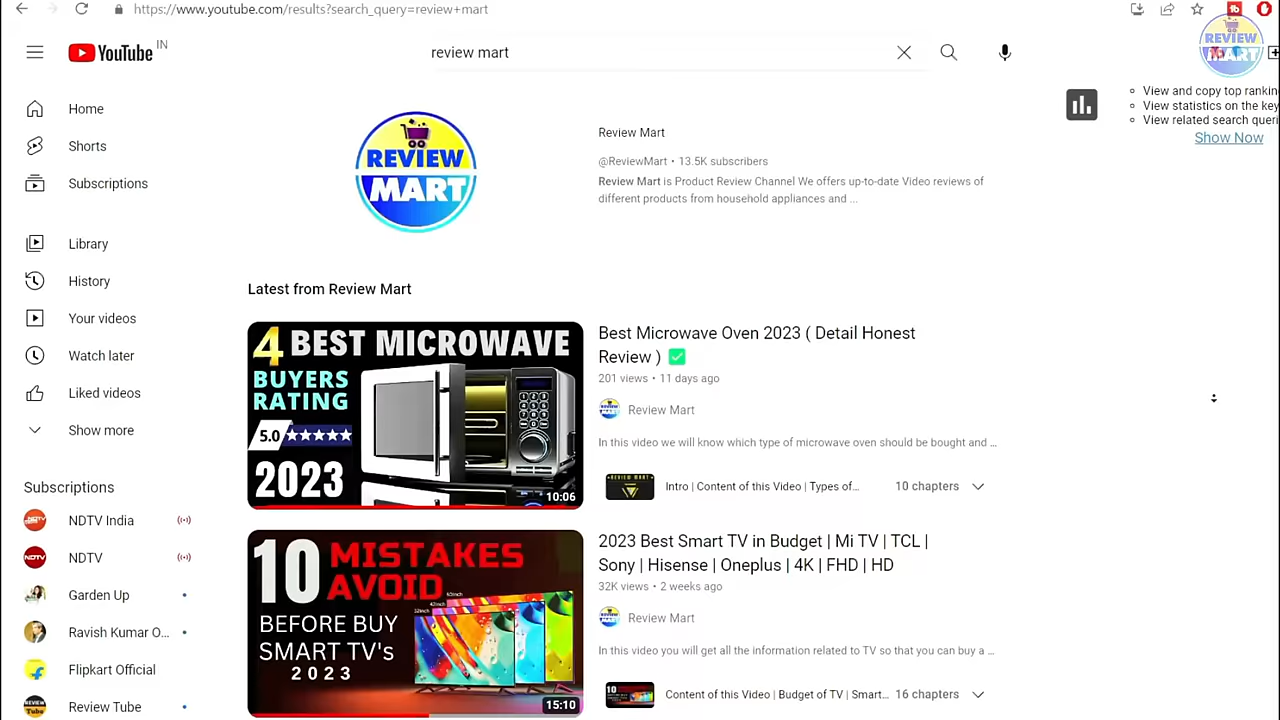 https://www.youtube.com/results?search_query=review+mart
YouTube IN
review mart
REVIEW
MART
View and copy top rankin
View statistics on the key
View related search queri
Show Now
Home
Shorts
Subscriptions
Library
History
Your videos
Watch later
Liked videos
Show more
Subscriptions
NDTV India
NDTV
Garden Up
Ravish Kumar O...
Flipkart Official
Review Tube
REVIEW
MART
Review Mart
@ReviewMart • 13.5K subscribers
Review Mart is Product Review Channel We offers up-to-date Video reviews of
different products from household appliances and ...
Latest from Review Mart
4 BEST MICROWAVE
BUYERS
RATING
5.0
2023
10:06
Best Microwave Oven 2023 ( Detail Honest
Review ) ✅
201 views • 11 days ago
Review Mart
In this video we will know which type of microwave oven should be bought and ...
REVIEW MART
Intro | Content of this Video | Types of...
10 chapters
10 MISTAKES
AVOID
BEFORE BUY
SMART TV's
2023
15:10
2023 Best Smart TV in Budget | Mi TV | TCL |
Sony | Hisense | Oneplus | 4K | FHD | HD
32K views • 2 weeks ago
Review Mart
In this video you will get all the information related to TV so that you can buy a ...
Content of this Video | Budget of TV | Smart...
16 chapters